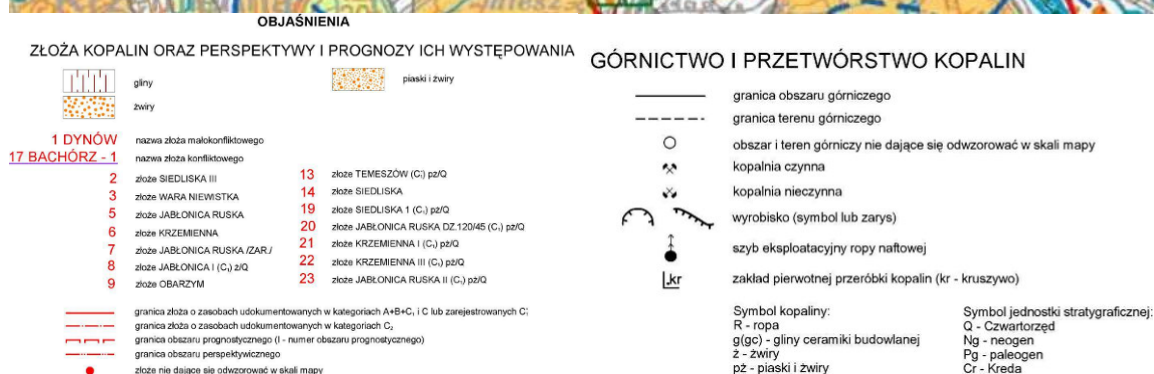 OBJAŚNIENIA
ZŁOŻA KOPALIN ORAZ PERSPEKTYWY I PROGNOZY ICH WYSTĘPOWANIA
gliny
piaski i żwiry
żwiry
1 DYNÓW nazwa złoża małokonfliktowego
17 BACHÓRZ - 1 nazwa złoża konfliktowego
2 złoże SIEDLISKA III
3 złoże WARA NIEWISTKA
5 złoże JABŁONICA RUSKA
6 złoże KRZEMIENNA
7 złoże JABŁONICA RUSKA /ZAR./
8 złoże JABŁONICA I (C₁) ż/Q
9 złoże OBARZYM
13 złoże TEMESZÓW (C₁) pż/Q
14 złoże SIEDLISKA
19 złoże SIEDLISKA 1 (C₁) pż/Q
20 złoże JABŁONICA RUSKA DZ.120/45 (C₁) pż/Q
21 złoże KRZEMIENNA I (C₁) pż/Q
22 złoże KRZEMIENNA III (C₁) pż/Q
23 złoże JABŁONICA RUSKA II (C₁) pż/Q
granica złoża o zasobach udokumentowanych w kategoriach A+B+C₁ i C lub zarejestrowanych C
granica złoża o zasobach udokumentowanych w kategoriach C₂
granica obszaru prognostycznego (I - numer obszaru prognostycznego)
granica obszaru perspektywicznego
złoże nie dające się odwzorować w skali mapy
GÓRNICTWO I PRZETWÓRSTWO KOPALIN
granica obszaru górniczego
granica terenu górniczego
obszar i teren górniczy nie dające się odwzorować w skali mapy
kopalnia czynna
kopalnia nieczynna
wyrobisko (symbol lub zarys)
szyb eksploatacyjny ropy naftowej
kr zakład pierwotnej przeróbki kopalin (kr - kruszywo)
Symbol kopaliny:
R - ropa
g(gc) - gliny ceramiki budowlanej
ż - żwiry
pż - piaski i żwiry
Symbol jednostki stratygraficznej:
Q - Czwartorzęd
Ng - neogen
Pg - paleogen
Cr - Kreda